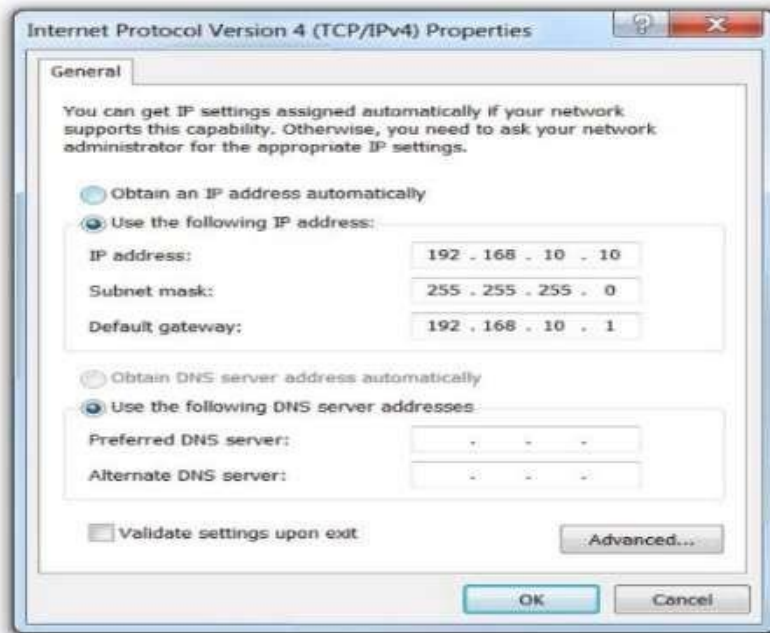 Internet Protocol Version 4 (TCP/IPv4) Properties
General
You can get IP settings assigned automatically if your network
supports this capability. Otherwise, you need to ask your network
administrator for the appropriate IP settings.
Obtain an IP address automatically
Use the following IP address:
IP address: 192 . 168 . 10 . 10
Subnet mask: 255 . 255 . 255 . 0
Default gateway: 192 . 168 . 10 . 1
Obtain DNS server address automatically
Use the following DNS server addresses
Preferred DNS server: . . .
Alternate DNS server: . . .
Validate settings upon exit
Advanced...
OK Cancel